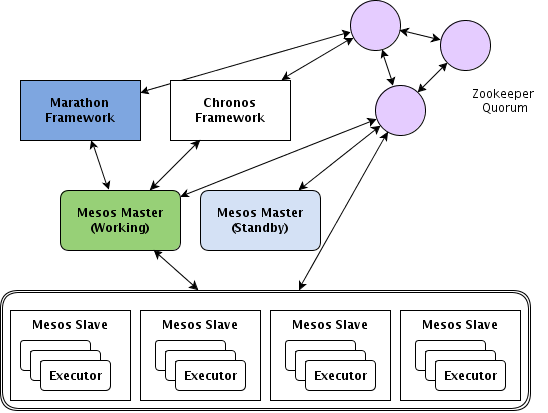 Zookeeper
Quorum
Marathon
Framework
Chronos
Framework
Mesos Master
(Working)
Mesos Master
(Standby)
Mesos Slave
Executor
Mesos Slave
Executor
Mesos Slave
Executor
Mesos Slave
Executor